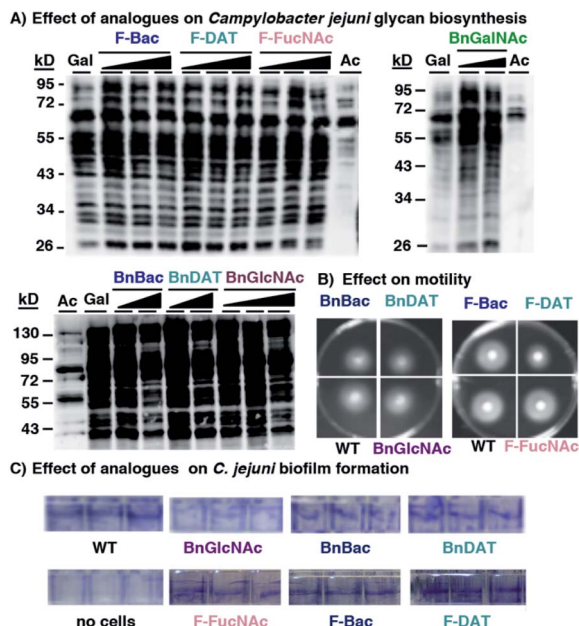 A) Effect of analogues on Campylobacter jejuni glycan biosynthesis
F-Bac F-DAT F-FucNAc BnGalNAc
kD Gal Ac kD Gal Ac
95 95
72 72
55 55
43 43
34 34
26 26
BnBac BnDAT BnGlcNAc
kD Ac Gal
130
95
72
55
43
B) Effect on motility
BnBac BnDAT F-Bac F-DAT
WT BnGlcNAc WT F-FucNAc
C) Effect of analogues on C. jejuni biofilm formation
WT BnGlcNAc BnBac BnDAT
no cells F-FucNAc F-Bac F-DAT